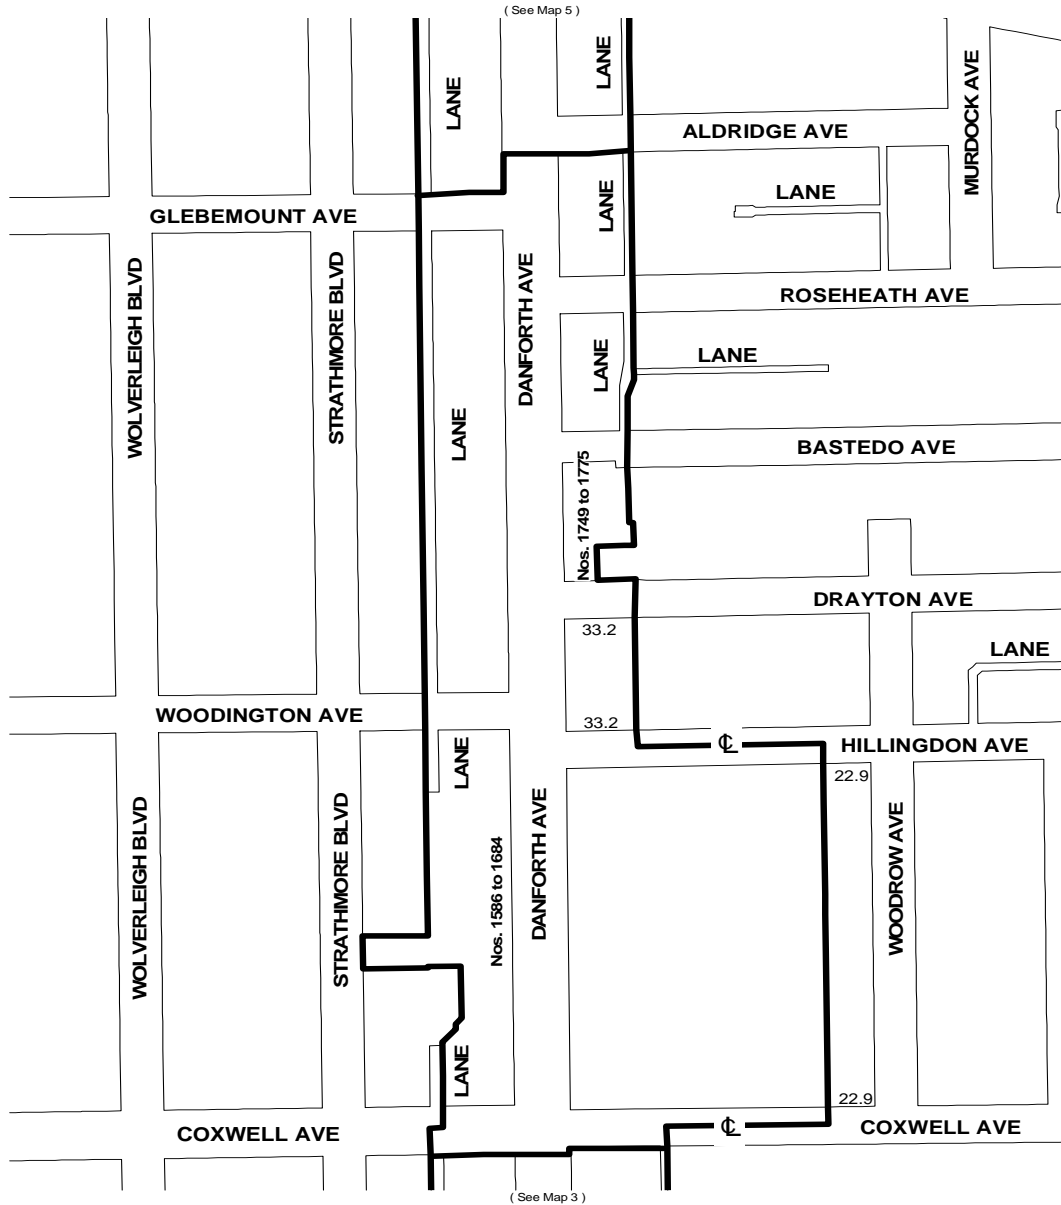 ( See Map 5 )
LANE
LANE
ALDRIDGE AVE
MURDOCK AVE
LANE
LANE
GLEBEMOUNT AVE
WOLVERLEIGH BLVD
STRATHMORE BLVD
DANFORTH AVE
ROSEHEATH AVE
LANE
LANE
LANE
BASTEDO AVE
Nos. 1749 to 1775
DRAYTON AVE
33.2
LANE
33.2
WOODINGTON AVE
℄
HILLINGDON AVE
LANE
22.9
WOLVERLEIGH BLVD
STRATHMORE BLVD
Nos. 1586 to 1684
DANFORTH AVE
WOODROW AVE
LANE
22.9
COXWELL AVE
℄
COXWELL AVE
( See Map 3 )